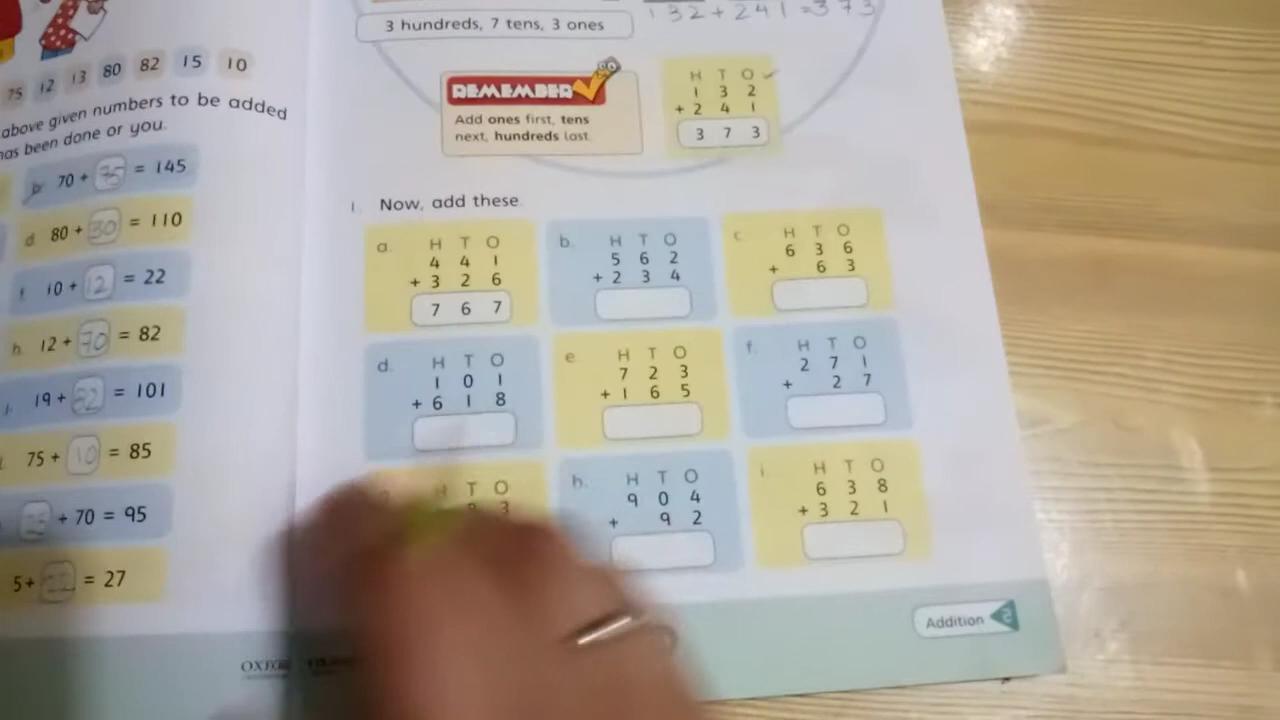 75 12 13 80 82 15 10
above given numbers to be added
has been done or you.
70 + 75 = 145
d. 80 + 30 = 110
f. 10 + 12 = 22
h. 12 + 70 = 82
19 + 82 = 101
75 + 10 = 85
+ 70 = 95
5 + = 27
132 + 241 = 373
3 hundreds, 7 tens, 3 ones
REMEMBER
Add ones first, tens
next, hundreds last.
H T O
1 3 2
+ 2 4 1
3 7 3
1. Now, add these.
a. H T O
4 4 1
+ 3 2 6
7 6 7
b. H T O
5 6 2
+ 2 3 4
c. H T O
6 3 6
+ 6 3
d. H T O
1 0 1
+ 6 1 8
e. H T O
7 2 3
+ 1 6 5
f. H T O
2 7 1
+ 2 7
H T O
3
h. H T O
9 0 4
+ 9 2
i. H T O
6 3 8
+ 3 2 1
Addition